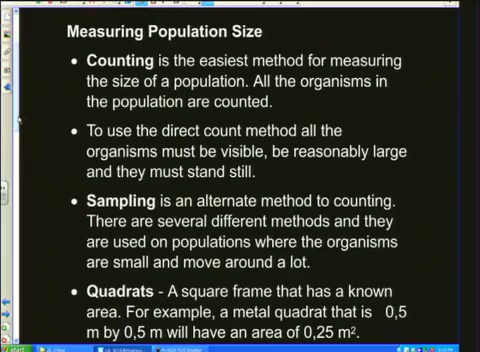 Measuring Population Size
• Counting is the easiest method for measuring
the size of a population. All the organisms in
the population are counted.
• To use the direct count method all the
organisms must be visible, be reasonably large
and they must stand still.
• Sampling is an alternate method to counting.
There are several different methods and they
are used on populations where the organisms
are small and move around a lot.
• Quadrats - A square frame that has a known
area. For example, a metal quadrat that is 0,5
m by 0,5 m will have an area of 0,25 m².
start